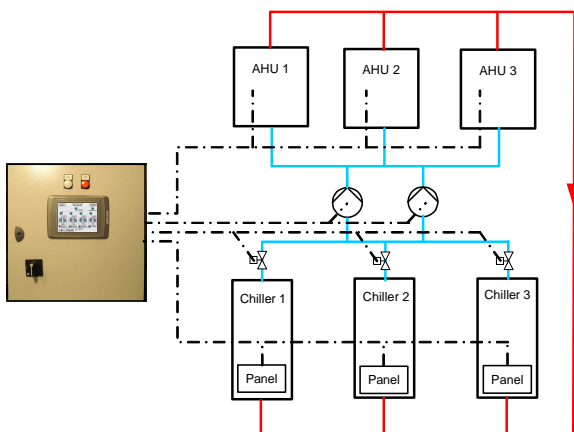 AHU 1
AHU 2
AHU 3
Chiller 1
Chiller 2
Chiller 3
Panel
Panel
Panel